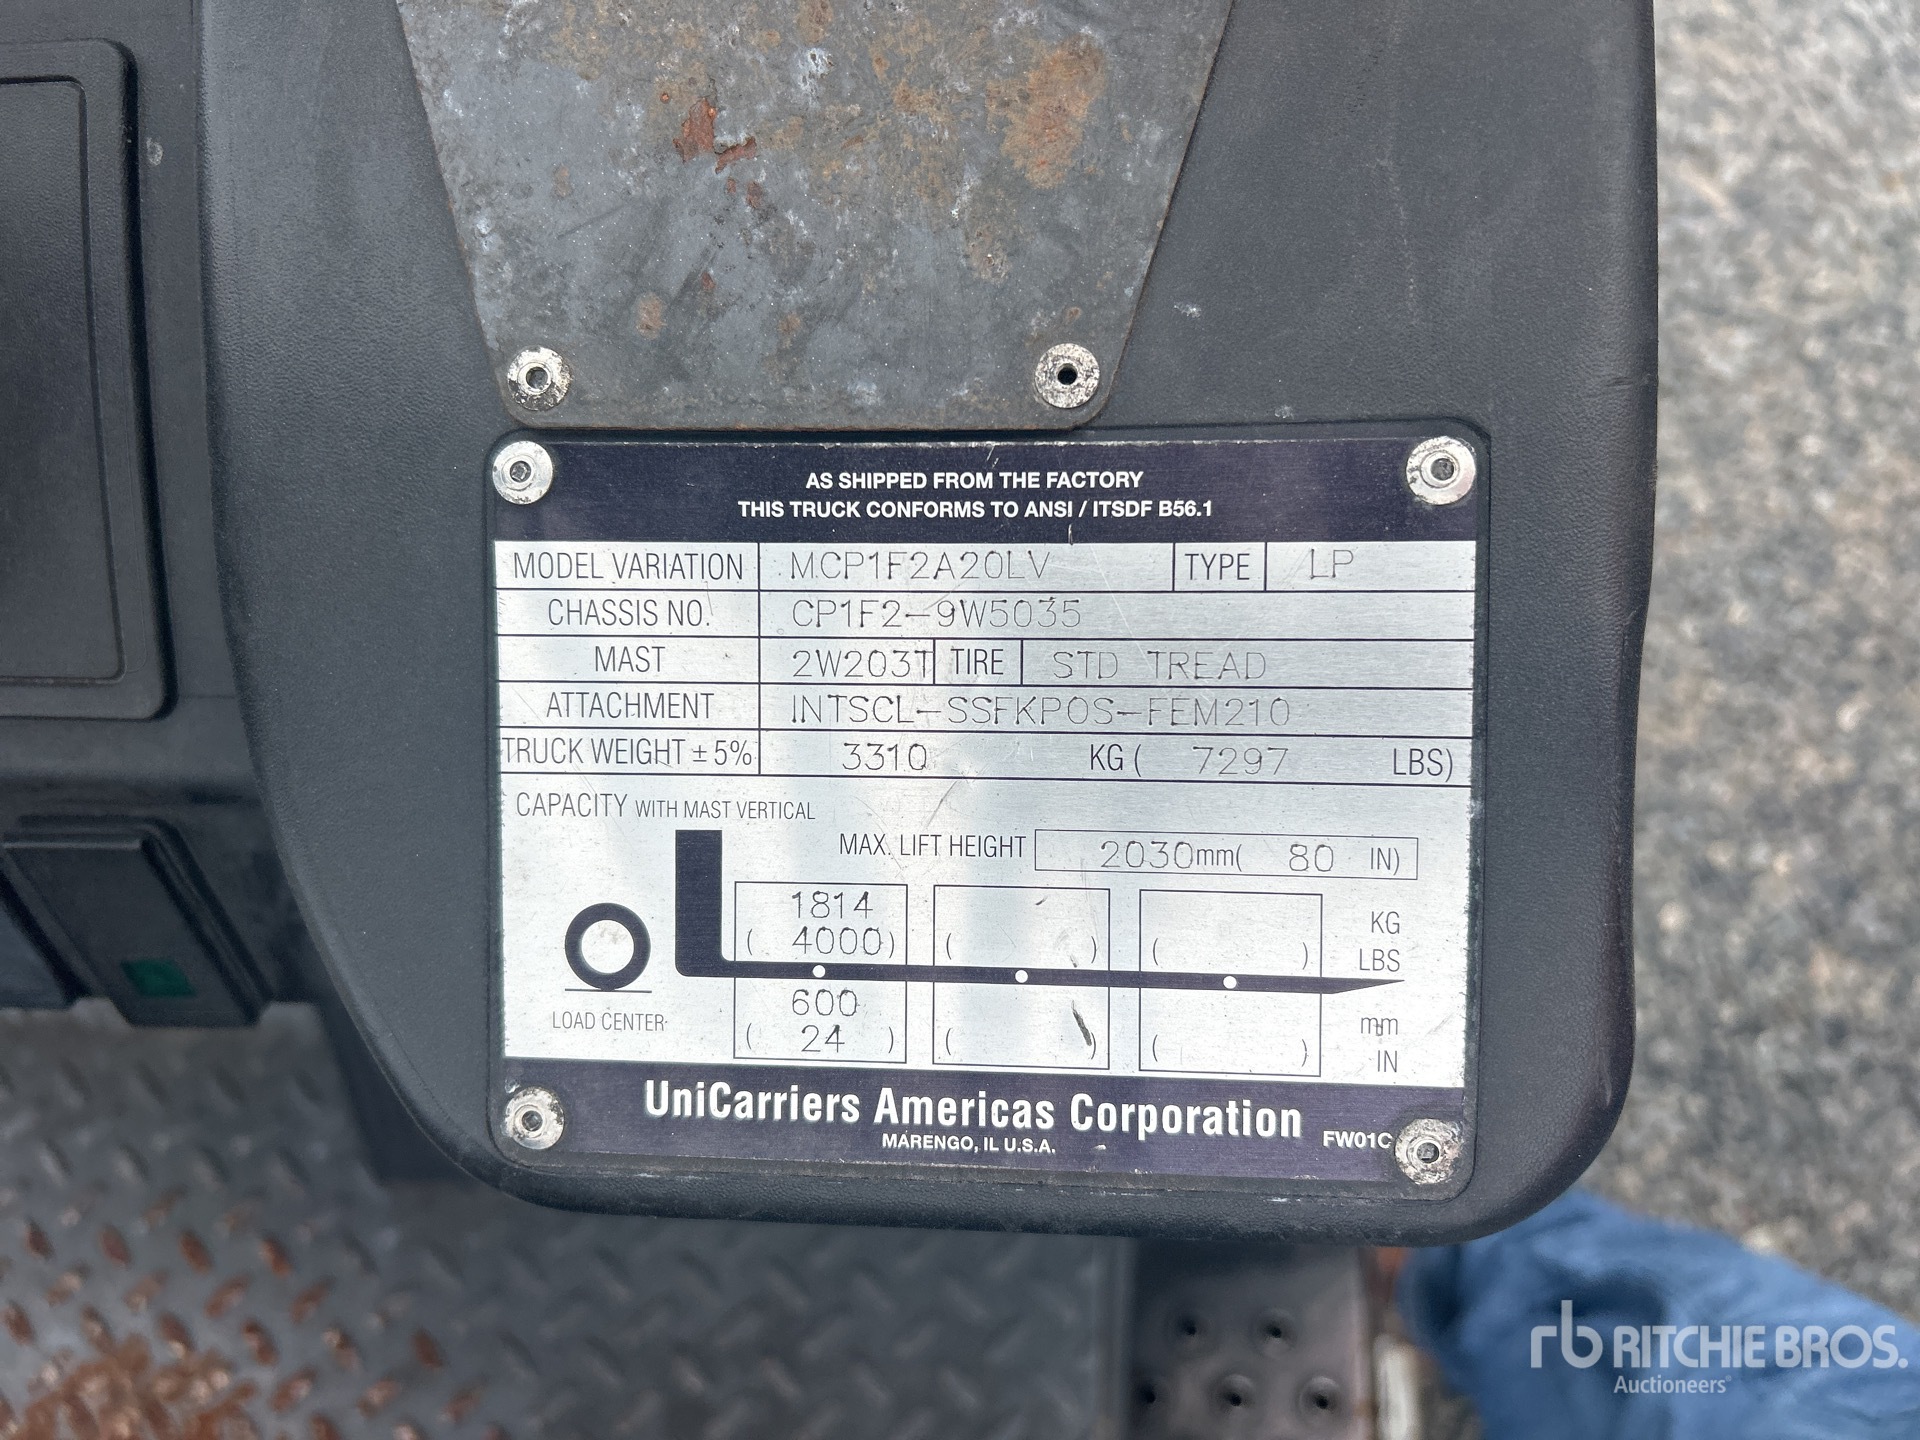 AS SHIPPED FROM THE FACTORY
THIS TRUCK CONFORMS TO ANSI / ITSDF B56.1
MODEL VARIATION MCP1F2A20LV TYPE LP
CHASSIS NO. CP1F2-9W5035
MAST 2W203T TIRE STD TREAD
ATTACHMENT INTSCL-SSFKPOS-FEM210
TRUCK WEIGHT ± 5% 3310 KG ( 7297 LBS)
CAPACITY WITH MAST VERTICAL
MAX. LIFT HEIGHT 2030mm( 80 IN)
1814 KG
( 4000) ( ) ( ) LBS
600 mm
LOAD CENTER ( 24 ) ( ) ( ) IN
UniCarriers Americas Corporation
MARENGO, IL U.S.A. FW01C
rb RITCHIE BROS.
Auctioneers